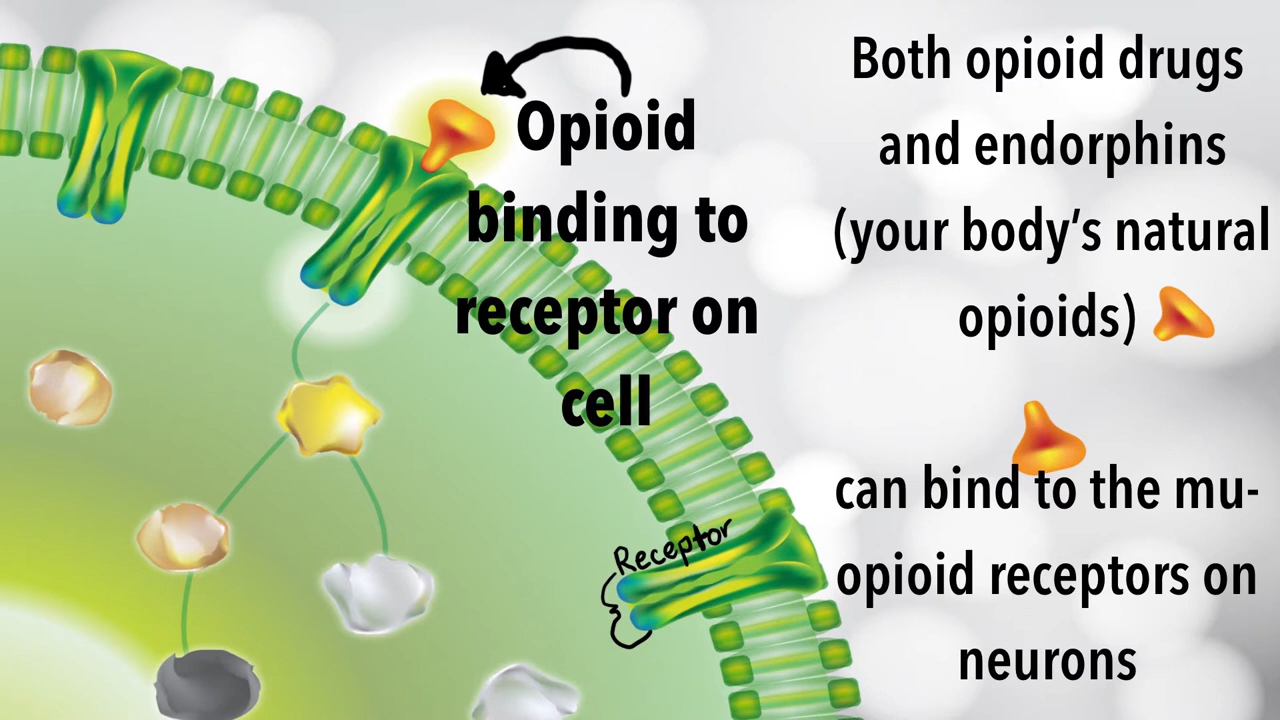 Opioid
binding to
receptor on
cell
Receptor
Both opioid drugs
and endorphins
(your body's natural
opioids)
can bind to the mu-
opioid receptors on
neurons